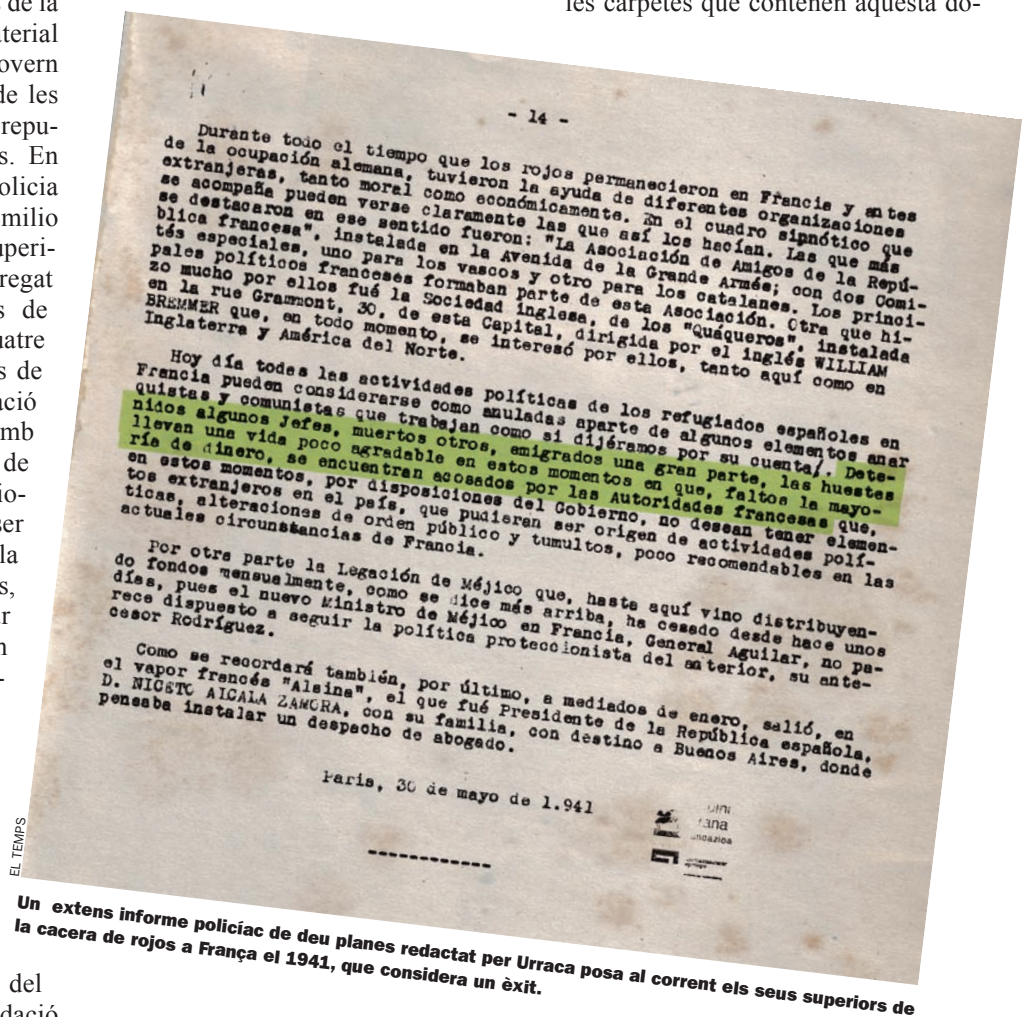 s de la
aterial
overn
de les
repu-
s. En
olicia
milio
uperi-
regat
s de
uatre
s de
ació
mb
de
io-
ser
la
s,
ar
n
-
les carpetes que contenen aquesta do-
- 14 -
Durante todo el tiempo que los rojos permanecieron en Francia y antes
de la ocupación alemana, tuvieron la ayuda de diferentes organizaciones
extranjeras, tanto moral como económicamente. En el cuadro sipnótico que
se acompaña pueden verse claramente las que así los hacían. Las que más
se destacaron en ese sentido fueron: "La Asociación de Amigos de la Repú-
blica francesa", instalada en la Avenida de la Grande Armés; con dos Comi-
tés especiales, uno para los vascos y otro para los catalanes. Los princi-
pales políticos franceses formaban parte de esta Asociación. Otra que hi-
zo mucho por ellos fué la Sociedad inglesa, de los "Quáqueros", instalada
en la rue Grammont, 30, de esta Capital, dirigida por el inglés WILLIAM
BREMMER que, en todo momento, se interesó por ellos, tanto aquí como en
Inglaterra y América del Norte.
Hoy día todas las actividades políticas de los refugiados españoles en
Francia pueden considerarse como anuladas aparte de algunos elementos anar
quistas y comunistas que trabajan como si dijéramos por su cuenta/. Dete-
nidos algunos Jefes, muertos otros, emigrados una gran parte, las huestes
llevan una vida poco agradable en estos momentos en que, faltos la mayo-
ría de dinero, se encuentran acosados por las Autoridades francesas que,
en estos momentos, por disposiciones del Gobierno, no desean tener elemen-
tos extranjeros en el país, que pudieran ser origen de actividades polí-
ticas, alteraciones de orden público y tumultos, poco recomendables en las
actuales circunstancias de Francia.
Por otra parte la Legación de Méjico que, hasta aquí vino distribuyen-
do fondos mensualmente, como se dice más arriba, ha cesado desde hace unos
días, pues el nuevo Ministro de Méjico en Francia, General Aguilar, no pa-
rece dispuesto a seguir la política proteccionista del anterior, su ante-
cesor Rodríguez.
Como se recordará también, por último, a mediados de enero, salió, en
el vapor francés "Alsina", el que fué Presidente de la República española,
D. NICETO ALCALA ZAMORA, con su familia, con destino a Buenos Aires, donde
pensaba instalar un despacho de abogado.
Paris, 30 de mayo de 1.941
------------
EL TEMPS
Un extens informe policíac de deu planes redactat per Urraca posa al corrent els seus superiors de
la cacera de rojos a França el 1941, que considera un èxit.
del
dació